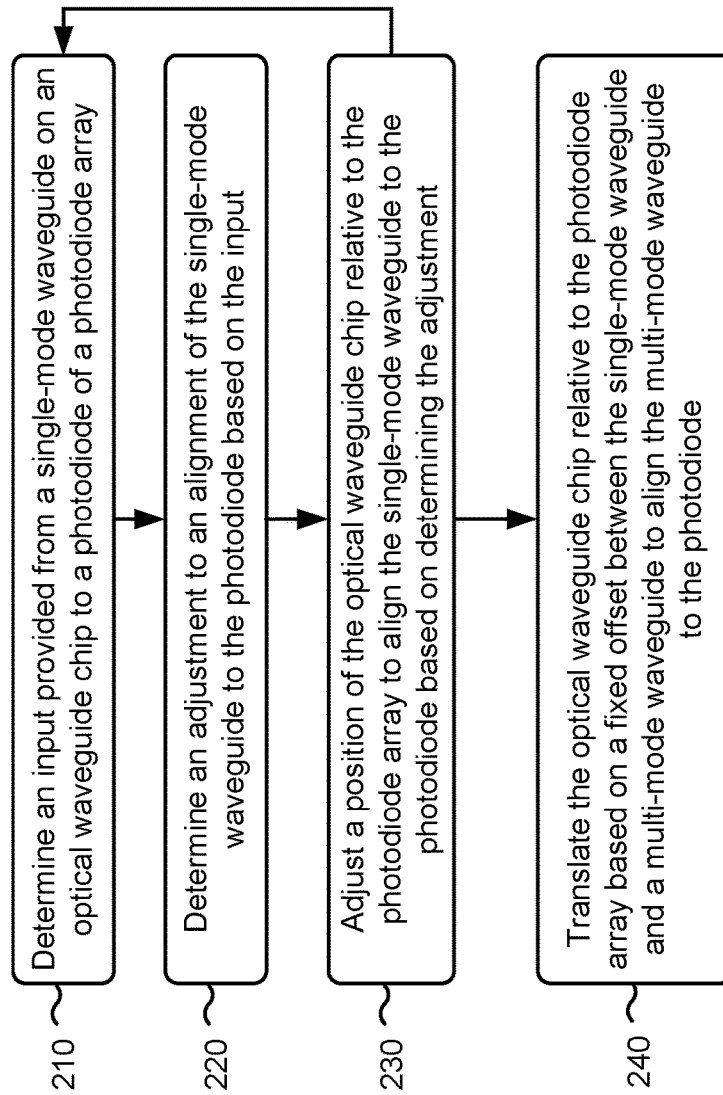 210
Determine an input provided from a single-mode waveguide on an
optical waveguide chip to a photodiode of a photodiode array
220
Determine an adjustment to an alignment of the single-mode
waveguide to the photodiode based on the input
230
Adjust a position of the optical waveguide chip relative to the
photodiode array to align the single-mode waveguide to the
photodiode based on determining the adjustment
240
Translate the optical waveguide chip relative to the photodiode
array based on a fixed offset between the single-mode waveguide
and a multi-mode waveguide to align the multi-mode waveguide
to the photodiode